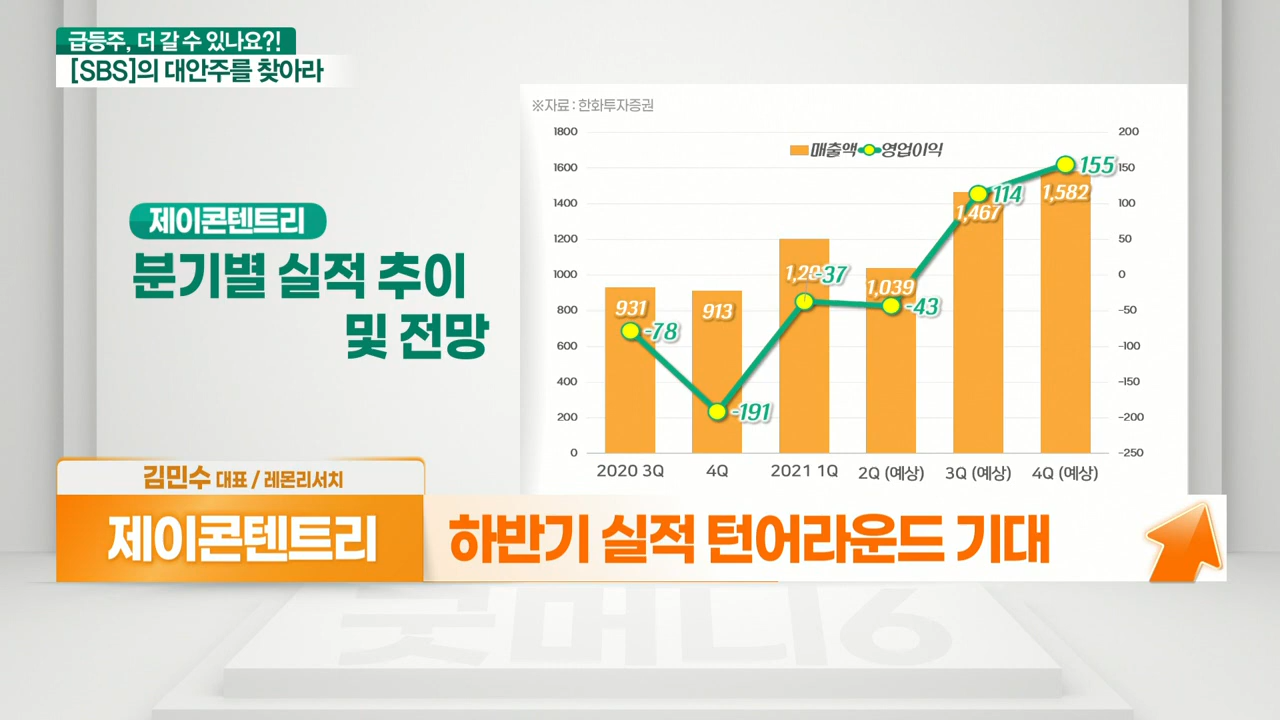 급등주, 더 갈 수 있나요?!
[SBS]의 대안주를 찾아라
※자료 : 한화투자증권
제이콘텐트리
분기별 실적 추이
및 전망
매출액 영업이익
1800
1600
1400
1200
1000
800
600
400
200
0
200
150
100
50
0
-50
-100
-150
-200
-250
931
913
1,039
1,467
1,582
-78
-191
-37
-43
114
155
2020 3Q 4Q 2021 1Q 2Q (예상) 3Q (예상) 4Q (예상)
김민수 대표 / 레몬리서치
제이콘텐트리
하반기 실적 턴어라운드 기대
굿머니6